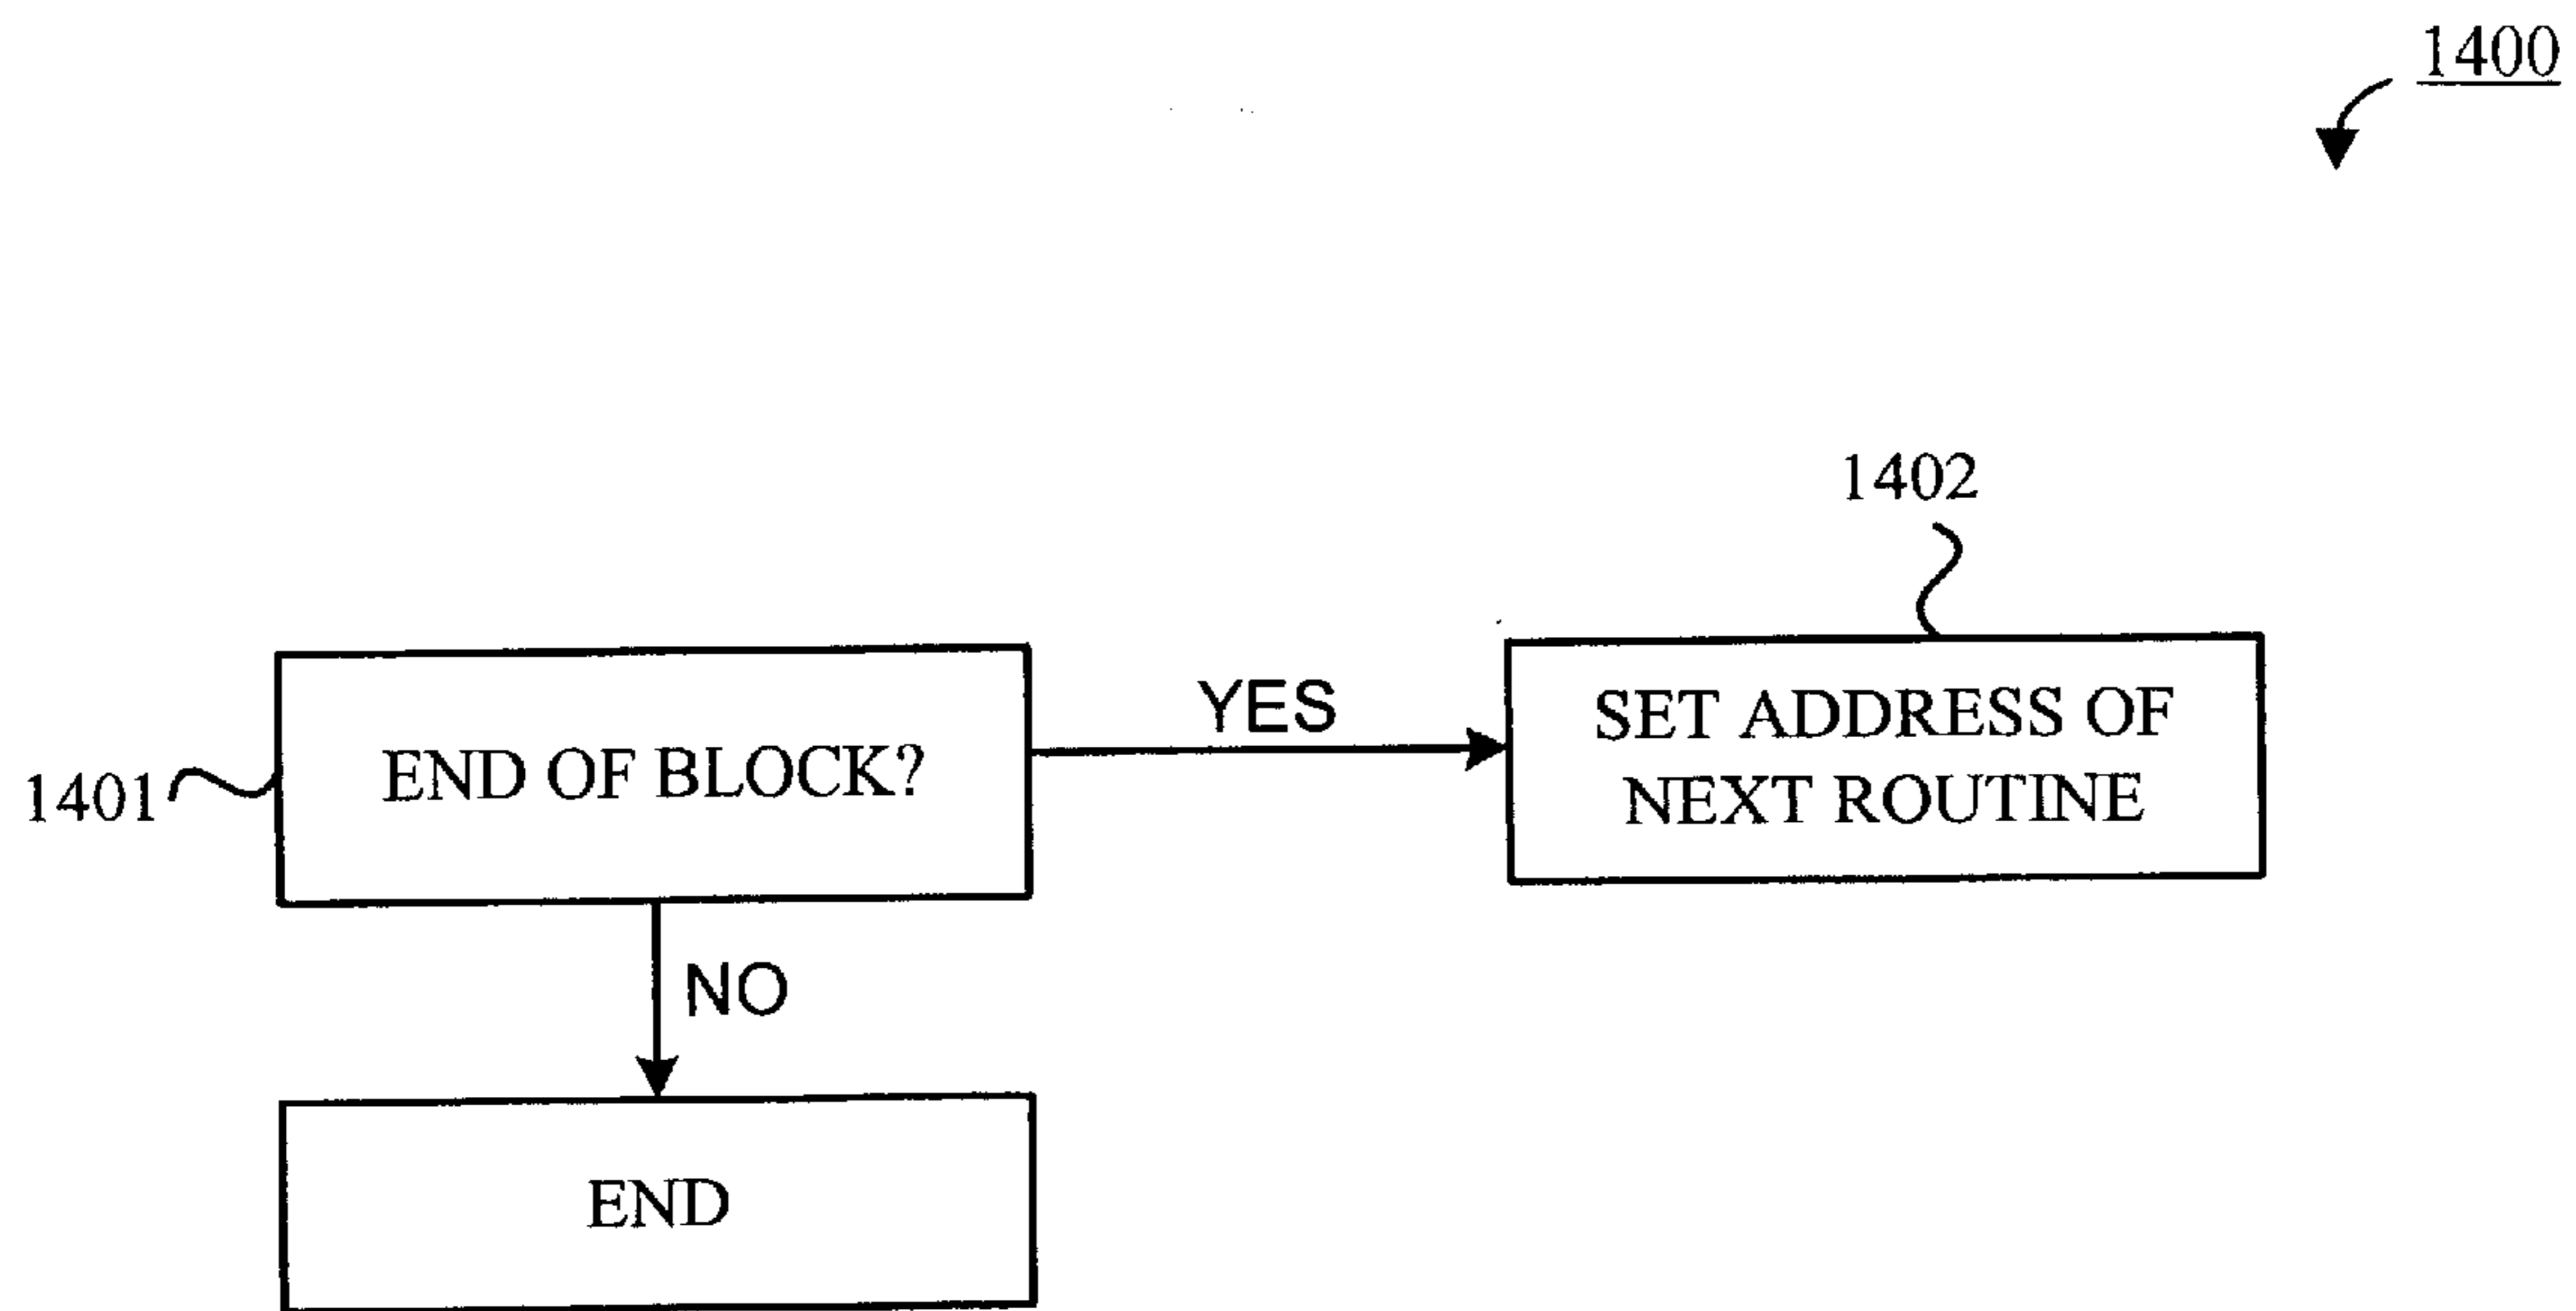 1400
1402
1401
END OF BLOCK?
YES
SET ADDRESS OF
NEXT ROUTINE
NO
END